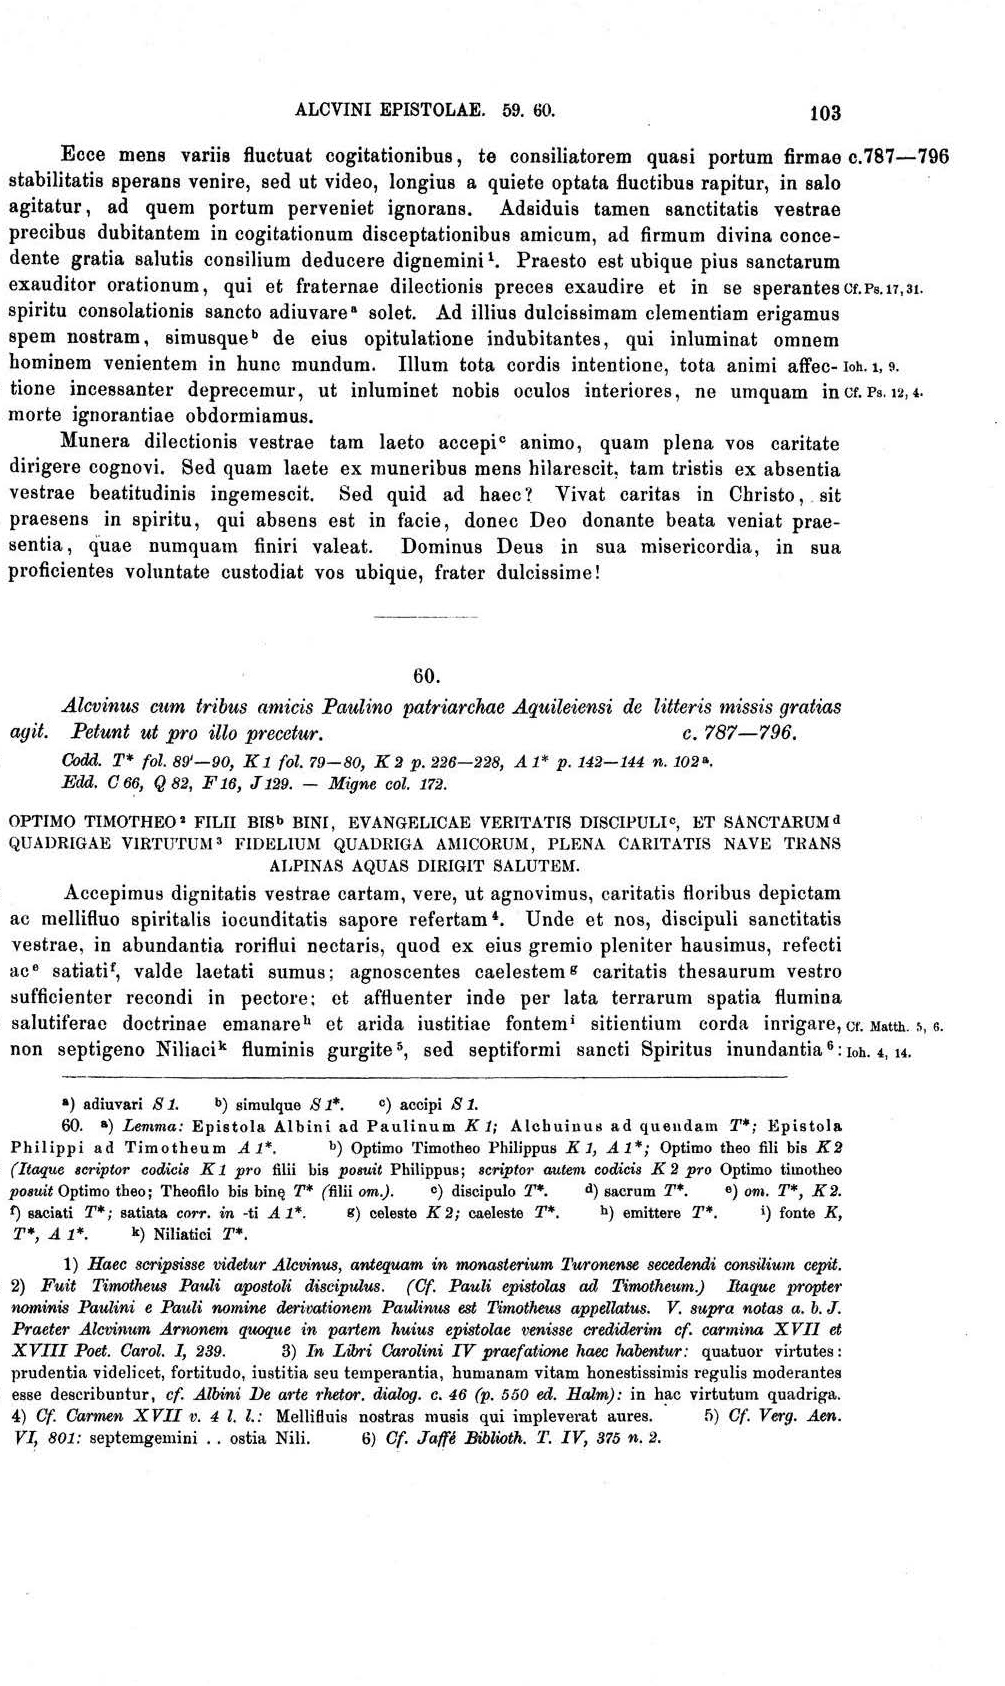 ALCVINI EPISTOLAE. 59. 60. 103
Ecce mens variis fluctuat cogitationibus, te consiliatorem quasi portum firmae c. 787—796
stabilitatis sperans venire, sed ut video, longius a quiete optata fluctibus rapitur, in salo
agitatur, ad quem portum perveniet ignorans. Adsiduis tamen sanctitatis vestrae
precibus dubitantem in cogitationum disceptationibus amicum, ad firmum divina conce-
dente gratia salutis consilium deducere dignemini¹. Praesto est ubique pius sanctarum
exauditor orationum, qui et fraternae dilectionis preces exaudire et in se sperantes Cf. Ps. 17, 31.
spiritu consolationis sancto adiuvareᵃ solet. Ad illius dulcissimam clementiam erigamus
spem nostram, simusqueᵇ de eius opitulatione indubitantes, qui inluminat omnem
hominem venientem in hunc mundum. Illum tota cordis intentione, tota animi affec- Ioh. 1, 9.
tione incessanter deprecemur, ut inluminet nobis oculos interiores, ne umquam in Cf. Ps. 12, 4.
morte ignorantiae obdormiamus.
Munera dilectionis vestrae tam laeto accepiᶜ animo, quam plena vos caritate
dirigere cognovi. Sed quam laete ex muneribus mens hilarescit, tam tristis ex absentia
vestrae beatitudinis ingemescit. Sed quid ad haec? Vivat caritas in Christo, sit
praesens in spiritu, qui absens est in facie, donec Deo donante beata veniat prae-
sentia, quae numquam finiri valeat. Dominus Deus in sua misericordia, in sua
proficientes voluntate custodiat vos ubique, frater dulcissime!
60.
Alcvinus cum tribus amicis Paulino patriarchae Aquileiensi de litteris missis gratias
agit. Petunt ut pro illo precetur. c. 787—796.
Codd. T* fol. 89'—90, K 1 fol. 79—80, K 2 p. 226—228, A 1* p. 142—144 n. 102ᵃ.
Edd. C 66, Q 82, F 16, J 129. — Migne col. 172.
OPTIMO TIMOTHEO² FILII BISᵇ BINI, EVANGELICAE VERITATIS DISCIPULIᶜ, ET SANCTARUMᵈ
QUADRIGAE VIRTUTUM³ FIDELIUM QUADRIGA AMICORUM, PLENA CARITATIS NAVE TRANS
ALPINAS AQUAS DIRIGIT SALUTEM.
Accepimus dignitatis vestrae cartam, vere, ut agnovimus, caritatis floribus depictam
ac mellifluo spiritalis iocunditatis sapore refertam⁴. Unde et nos, discipuli sanctitatis
vestrae, in abundantia roriflui nectaris, quod ex eius gremio pleniter hausimus, refecti
acᵉ satiatiᶠ, valde laetati sumus; agnoscentes caelestemᵍ caritatis thesaurum vestro
sufficienter recondi in pectore; et affluenter inde per lata terrarum spatia flumina
salutiferae doctrinae emanareʰ et arida iustitiae fontemⁱ sitientium corda inrigare, Cf. Matth. 5, 6.
non septigeno Niliaciᵏ fluminis gurgite⁵, sed septiformi sancti Spiritus inundantia⁶: Ioh. 4, 14.
ᵃ) adiuvari S 1. ᵇ) simulque S 1*. ᶜ) accipi S 1.
60. ᵃ) Lemma: Epistola Albini ad Paulinum K 1; Alchuinus ad quendam T*; Epistola
Philippi ad Timotheum A 1*. ᵇ) Optimo Timotheo Philippus K 1, A 1*; Optimo theo fili bis K 2
(Itaque scriptor codicis K 1 pro filii bis posuit Philippus; scriptor autem codicis K 2 pro Optimo timotheo
posuit Optimo theo; Theofilo bis binę T* (filii om.). ᶜ) discipulo T*. ᵈ) sacrum T*. ᵉ) om. T*, K 2.
ᶠ) saciati T*; satiata corr. in -ti A 1*. ᵍ) celeste K 2; caeleste T*. ʰ) emittere T*. ⁱ) fonte K,
T*, A 1*. ᵏ) Niliatici T*.
1) Haec scripsisse videtur Alcvinus, antequam in monasterium Turonense secedendi consilium cepit.
2) Fuit Timotheus Pauli apostoli discipulus. (Cf. Pauli epistolas ad Timotheum.) Itaque propter
nominis Paulini e Pauli nomine derivationem Paulinus est Timotheus appellatus. V. supra notas a. b. J.
Praeter Alcvinum Arnonem quoque in partem huius epistolae venisse crediderim cf. carmina XVII et
XVIII Poet. Carol. I, 239. 3) In Libri Carolini IV praefatione haec habentur: quatuor virtutes:
prudentia videlicet, fortitudo, iustitia seu temperantia, humanam vitam honestissimis regulis moderantes
esse describuntur, cf. Albini De arte rhetor. dialog. c. 46 (p. 550 ed. Halm): in hac virtutum quadriga.
4) Cf. Carmen XVII v. 4 l. l.: Mellifluis nostras musis qui impleverat aures. 5) Cf. Verg. Aen.
VI, 801: septemgemini . . ostia Nili. 6) Cf. Jaffé Biblioth. T. IV, 375 n. 2.